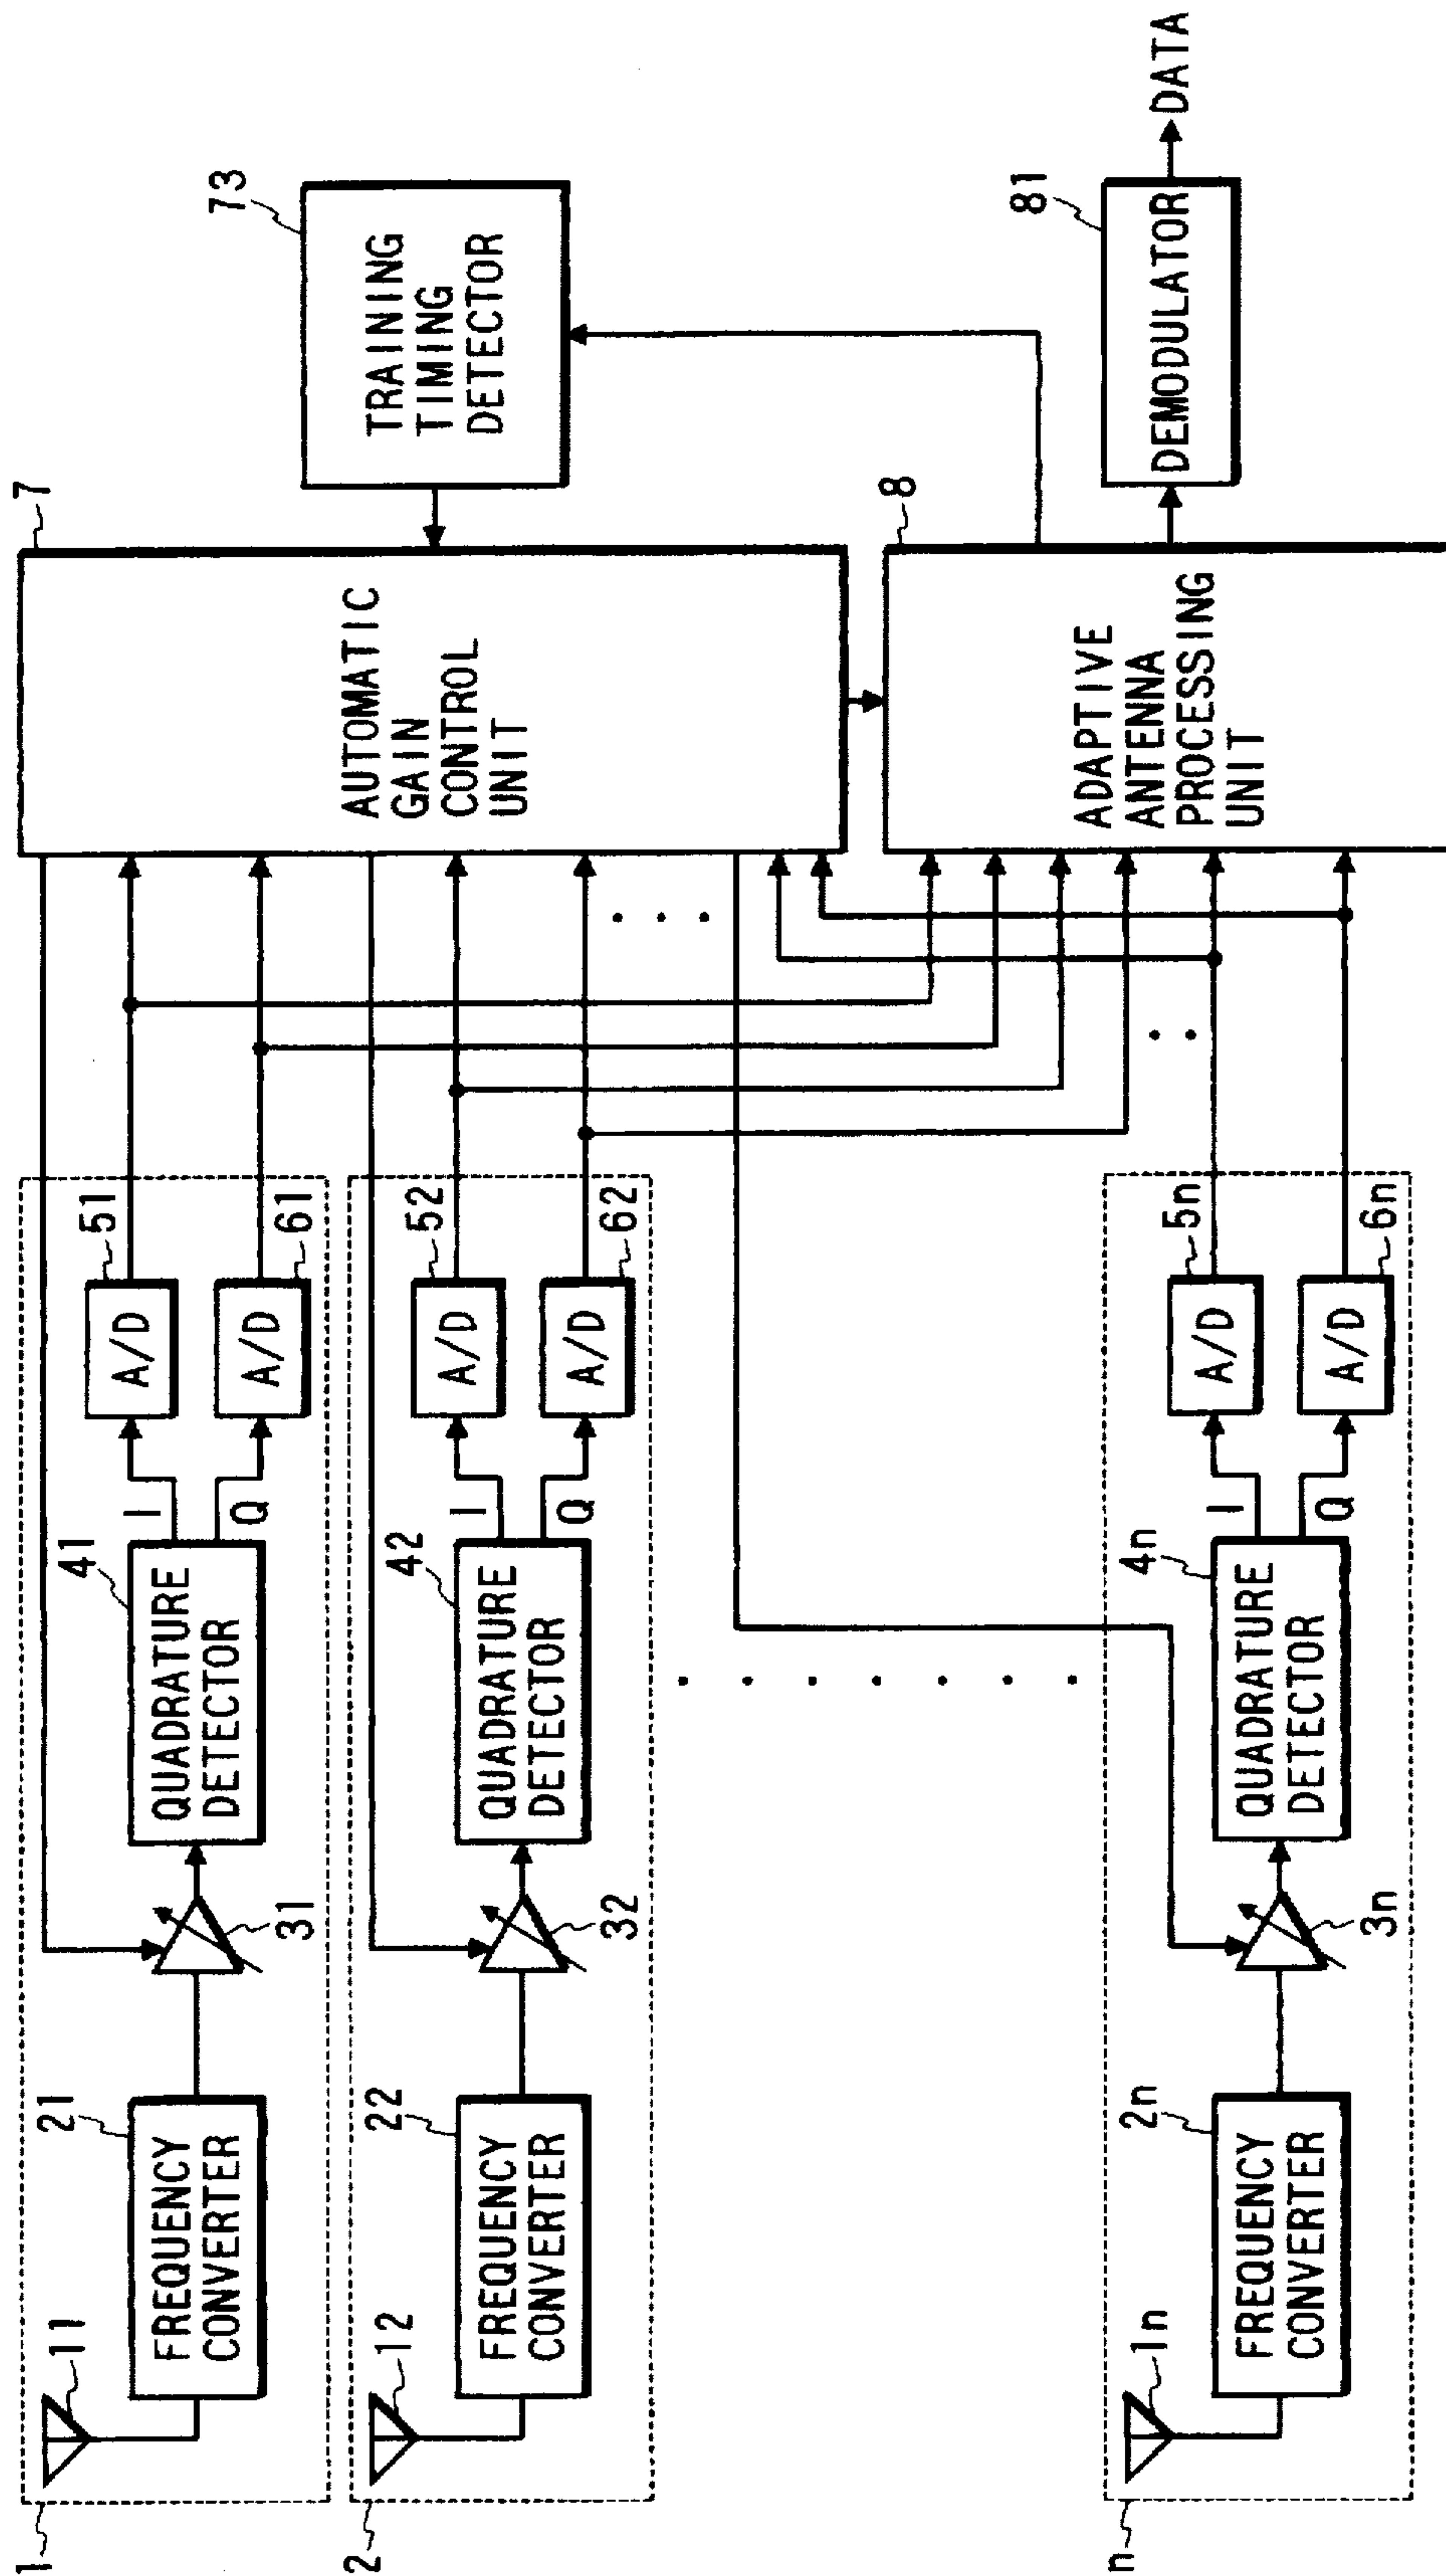 1
11
21
FREQUENCY
CONVERTER
31
41
QUADRATURE
DETECTOR
I
Q
51
A/D
61
A/D
2
12
22
FREQUENCY
CONVERTER
32
42
QUADRATURE
DETECTOR
I
Q
52
A/D
62
A/D
n
1n
2n
FREQUENCY
CONVERTER
3n
4n
QUADRATURE
DETECTOR
I
Q
5n
A/D
6n
A/D
7
AUTOMATIC
GAIN
CONTROL
UNIT
73
TRAINING
TIMING
DETECTOR
8
ADAPTIVE
ANTENNA
PROCESSING
UNIT
81
DEMODULATOR
DATA